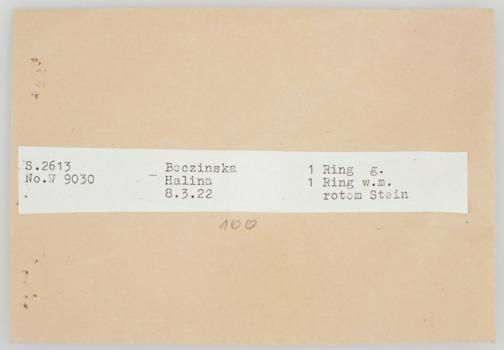 S.2613 Boczinska 1 Ring g.
No.W 9030 - Halina 1 Ring w.m.
8.3.22 rotem Stein
100